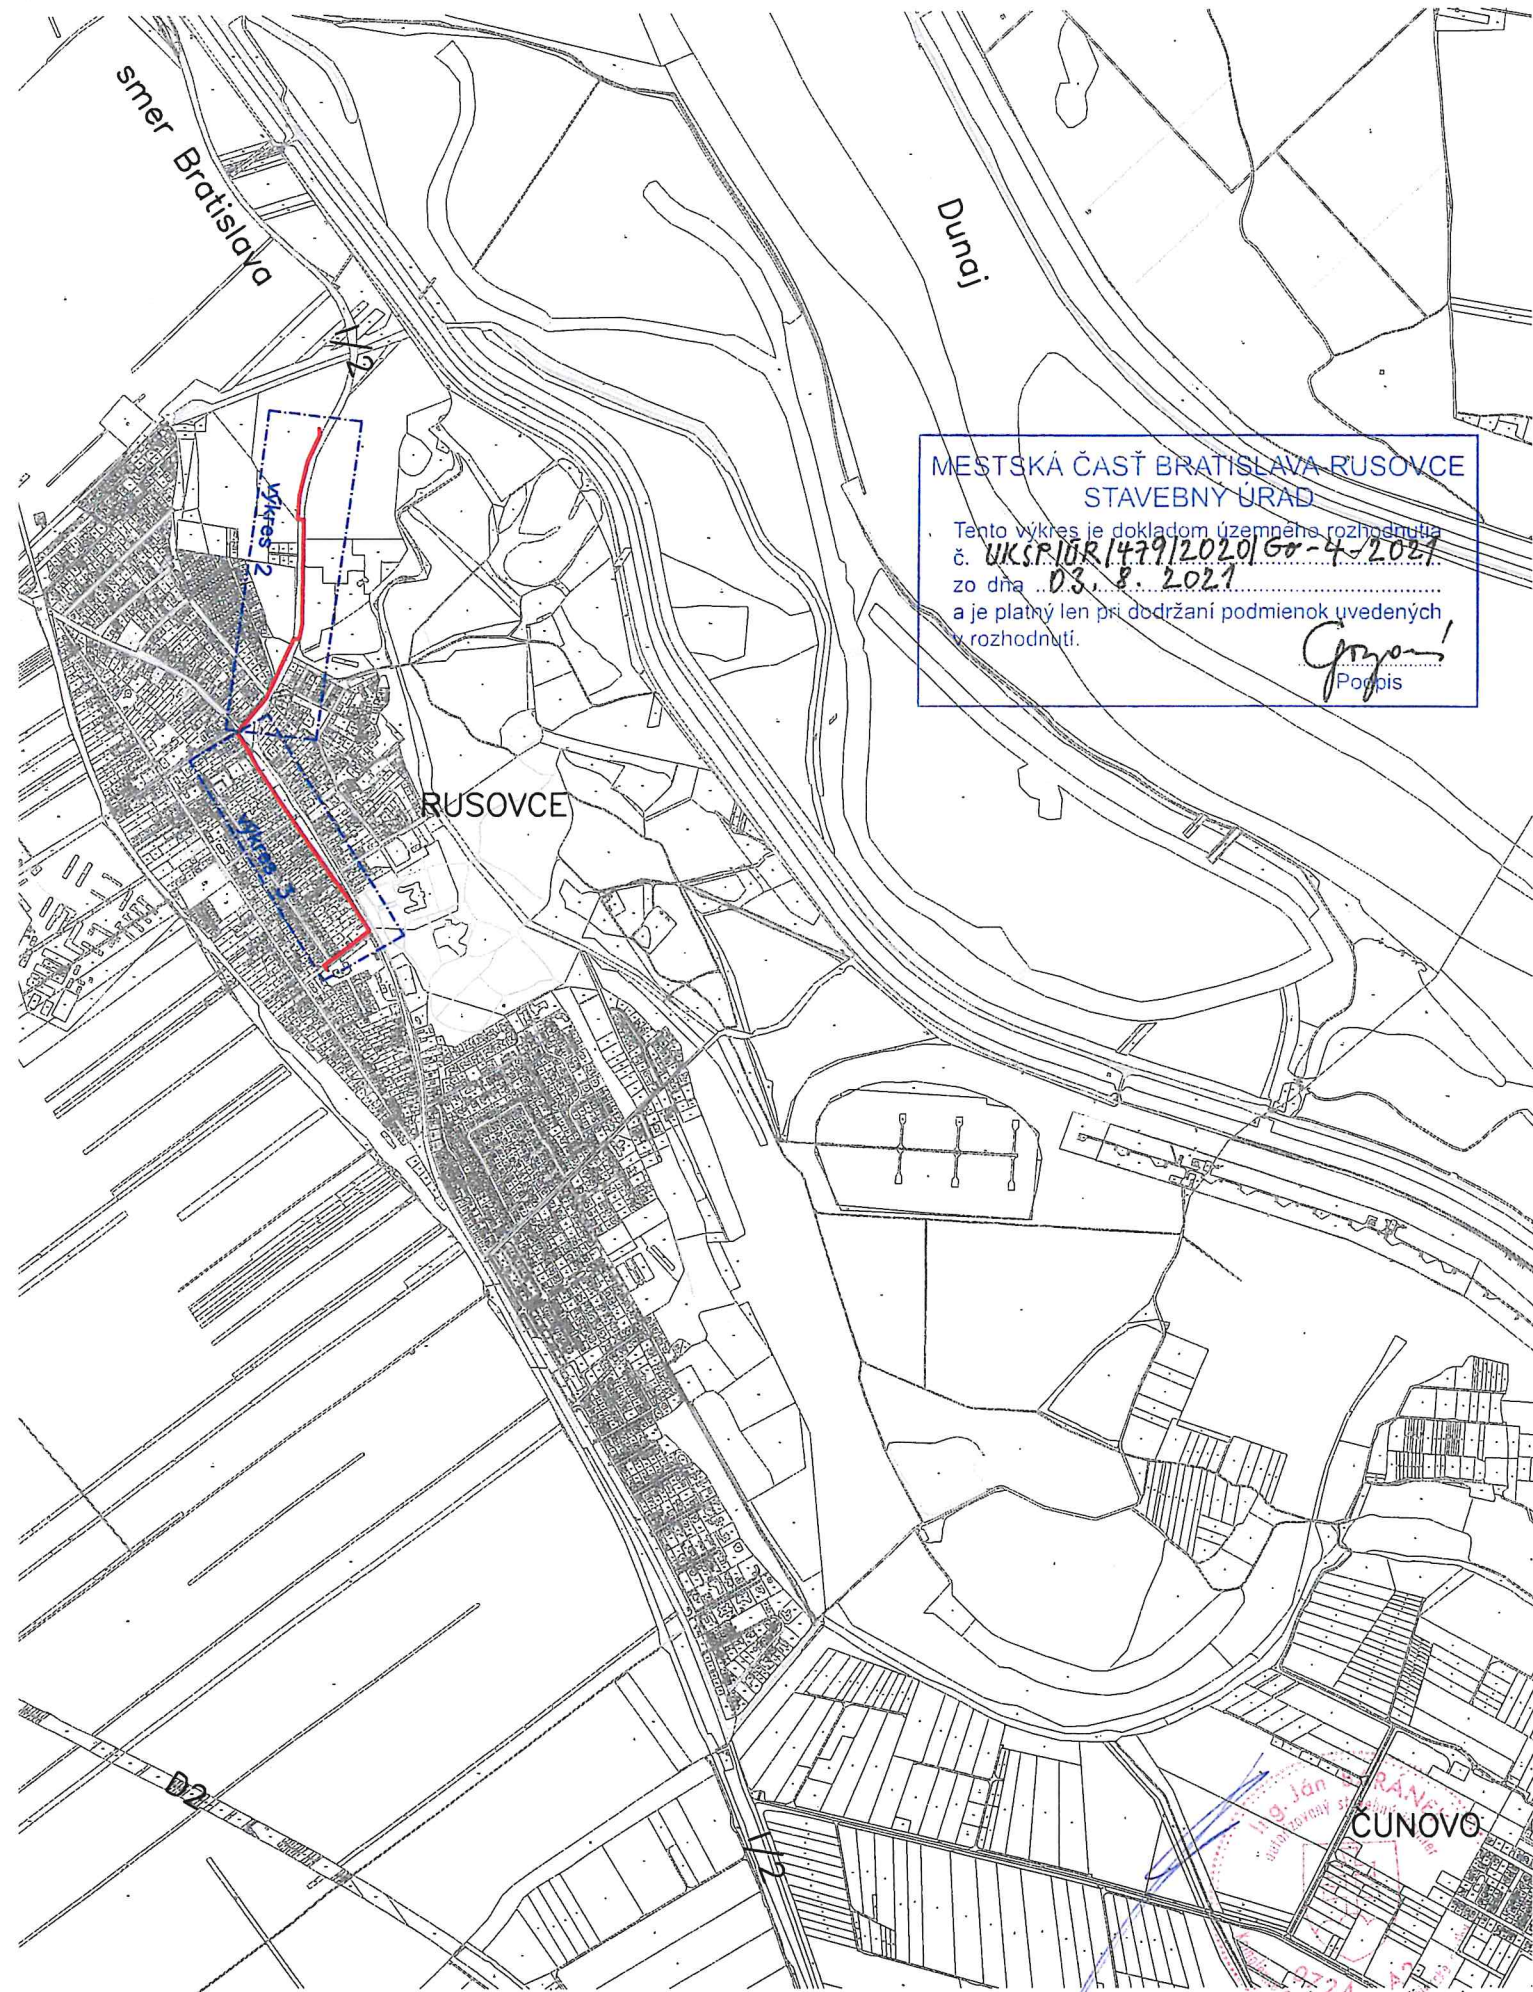 smer Bratislava
Dunaj
I/2
MESTSKÁ ČASŤ BRATISLAVA-RUSOVCE
STAVEBNÝ ÚRAD
Tento výkres je dokladom územného rozhodnutia
č. UKSP/ÚR/479/2020/Go-4-2021
zo dňa 03. 8. 2021
a je platný len pri dodržaní podmienok uvedených
v rozhodnutí.
Podpis
výkres 2
RUSOVCE
výkres 3
D2
I/2
Ing. Ján
ČUNOVO